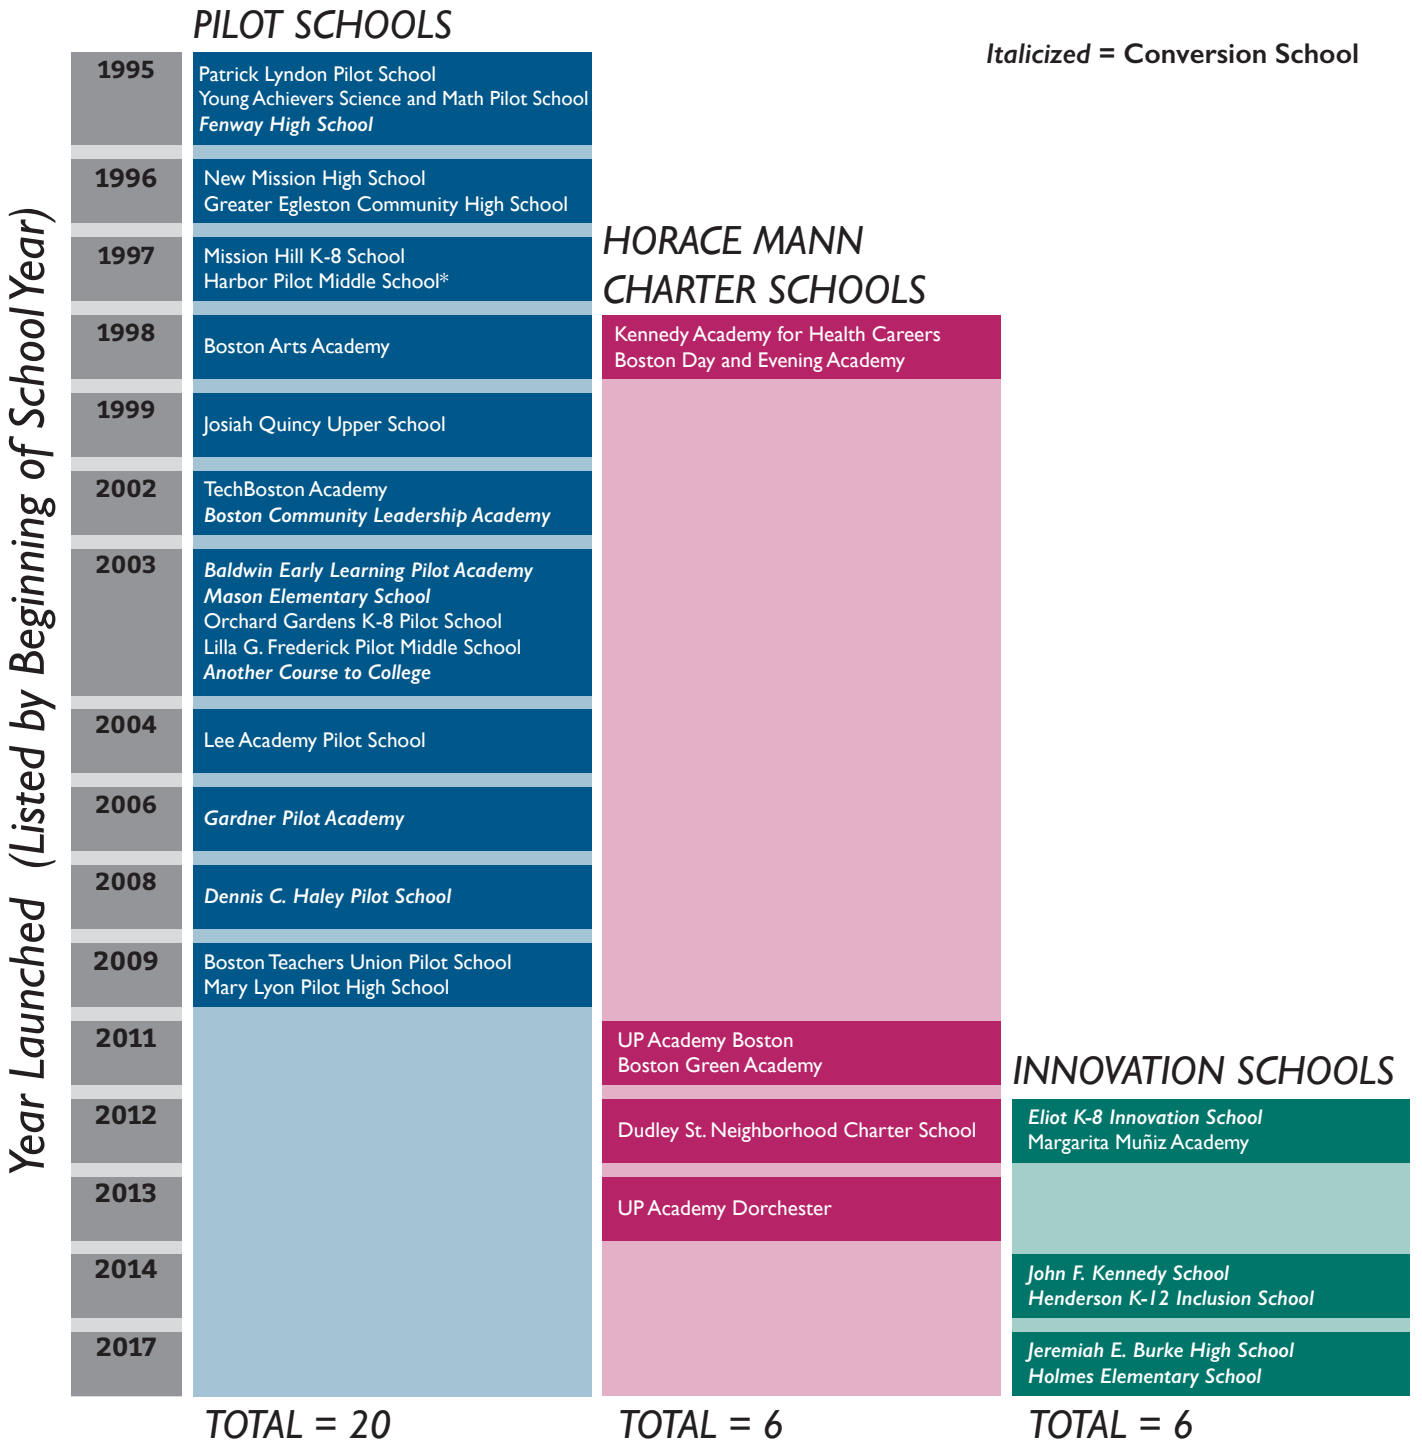 PILOT SCHOOLS
Italicized = Conversion School
Year Launched (Listed by Beginning of School Year)
1995
Patrick Lyndon Pilot School
Young Achievers Science and Math Pilot School
Fenway High School
1996
New Mission High School
Greater Egleston Community High School
1997
Mission Hill K-8 School
Harbor Pilot Middle School*
HORACE MANN
CHARTER SCHOOLS
1998
Boston Arts Academy
Kennedy Academy for Health Careers
Boston Day and Evening Academy
1999
Josiah Quincy Upper School
2002
TechBoston Academy
Boston Community Leadership Academy
2003
Baldwin Early Learning Pilot Academy
Mason Elementary School
Orchard Gardens K-8 Pilot School
Lilla G. Frederick Pilot Middle School
Another Course to College
2004
Lee Academy Pilot School
2006
Gardner Pilot Academy
2008
Dennis C. Haley Pilot School
2009
Boston Teachers Union Pilot School
Mary Lyon Pilot High School
2011
UP Academy Boston
Boston Green Academy
INNOVATION SCHOOLS
2012
Dudley St. Neighborhood Charter School
Eliot K-8 Innovation School
Margarita Muñiz Academy
2013
UP Academy Dorchester
2014
John F. Kennedy School
Henderson K-12 Inclusion School
2017
Jeremiah E. Burke High School
Holmes Elementary School
TOTAL = 20
TOTAL = 6
TOTAL = 6